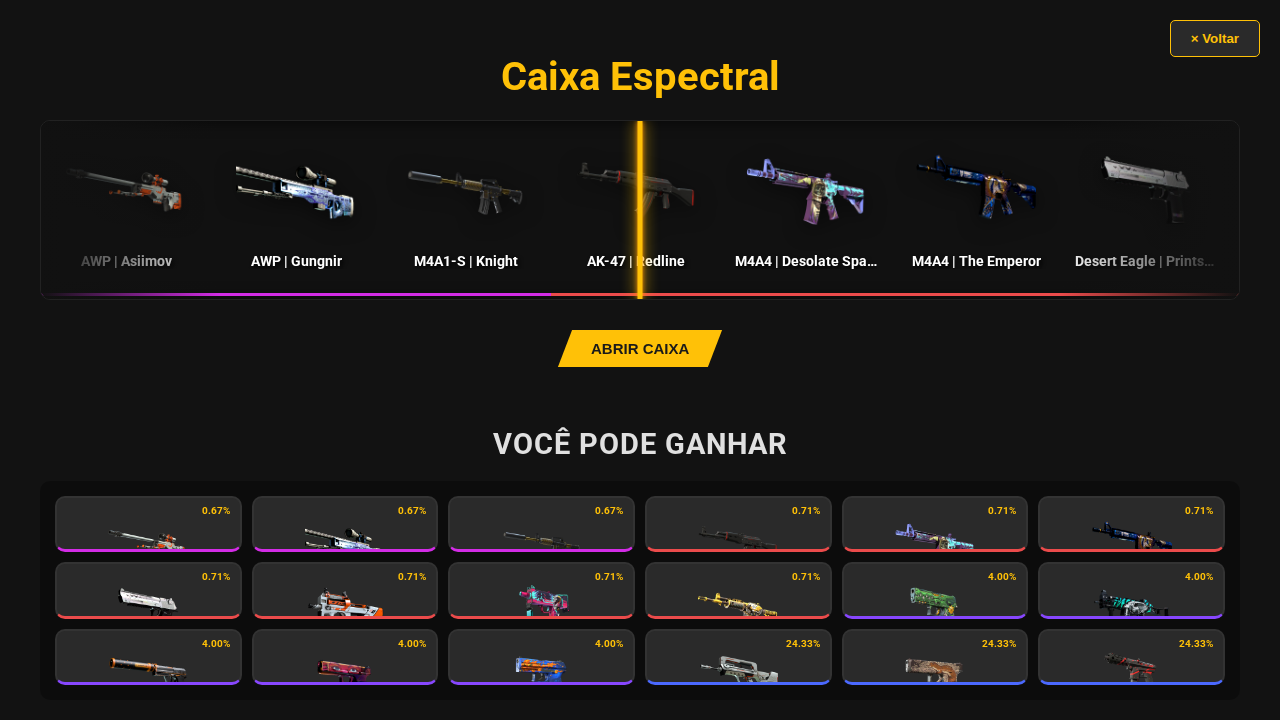 × Voltar
Caixa Espectral
AWP | Asiimov
AWP | Gungnir
M4A1-S | Knight
AK-47 | Redline
M4A4 | Desolate Spa...
M4A4 | The Emperor
Desert Eagle | Prints...
ABRIR CAIXA
VOCÊ PODE GANHAR
0.67%
0.67%
0.67%
0.71%
0.71%
0.71%
0.71%
0.71%
0.71%
0.71%
4.00%
4.00%
4.00%
4.00%
4.00%
24.33%
24.33%
24.33%